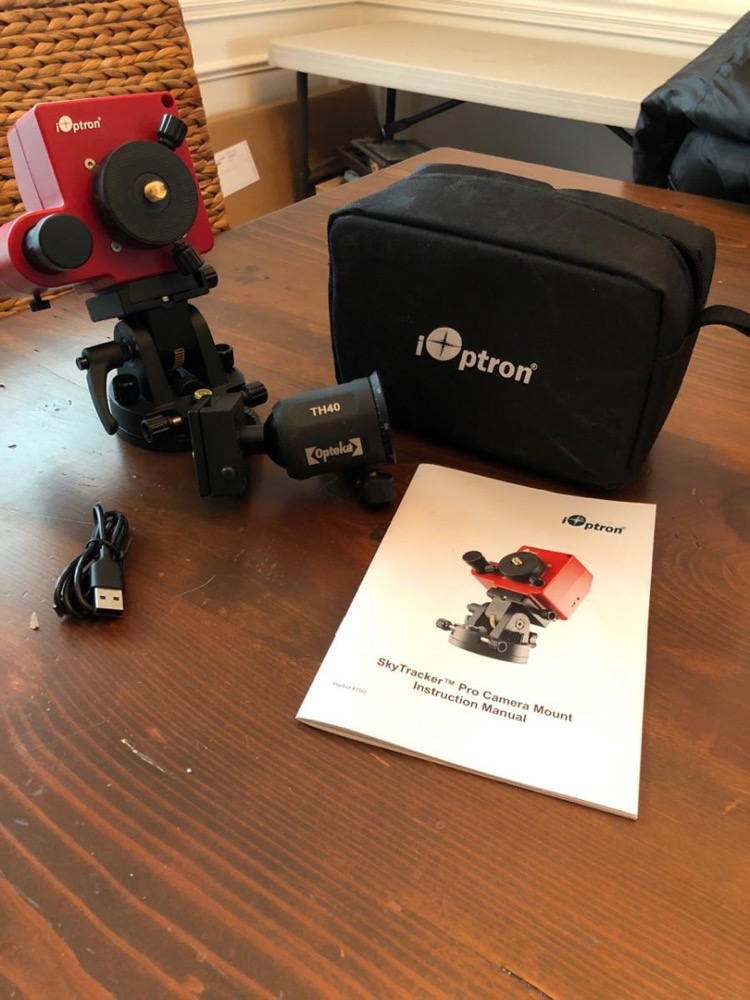 iOptron®
iOptron®
TH40
Opteka
iOptron®
SkyTracker™ Pro Camera Mount
Instruction Manual